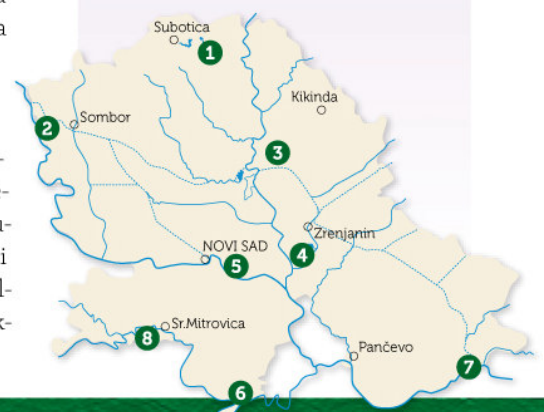 a
Subotica
1
Kikinda
2
Sombor
3
Zrenjanin
4
NOVI SAD
5
i
Sr.Mitrovica
8
Pančevo
7
6